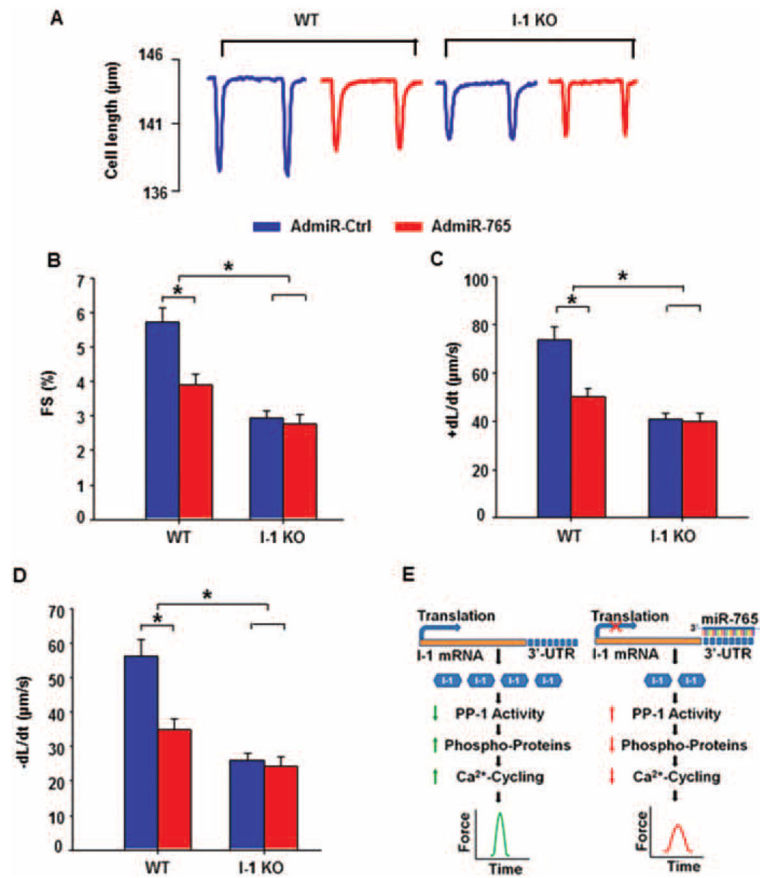 A
WT
I-1 KO
Cell length (µm)
146
141
136
AdmiR-Ctrl
AdmiR-765
B
*
*
FS (%)
7
6
5
4
3
2
1
0
WT
I-1 KO
C
*
*
+dL/dt (µm/s)
100
80
60
40
20
0
WT
I-1 KO
D
*
*
-dL/dt (µm/s)
70
60
50
40
30
20
10
0
WT
I-1 KO
E
Translation
I-1 mRNA
3'-UTR
I-1 I-1 I-1 I-1
PP-1 Activity
Phospho-Proteins
Ca²⁺-Cycling
Force
Time
Translation
3'- miR-765
I-1 mRNA
3'-UTR
I-1 I-1
PP-1 Activity
Phospho-Proteins
Ca²⁺-Cycling
Force
Time